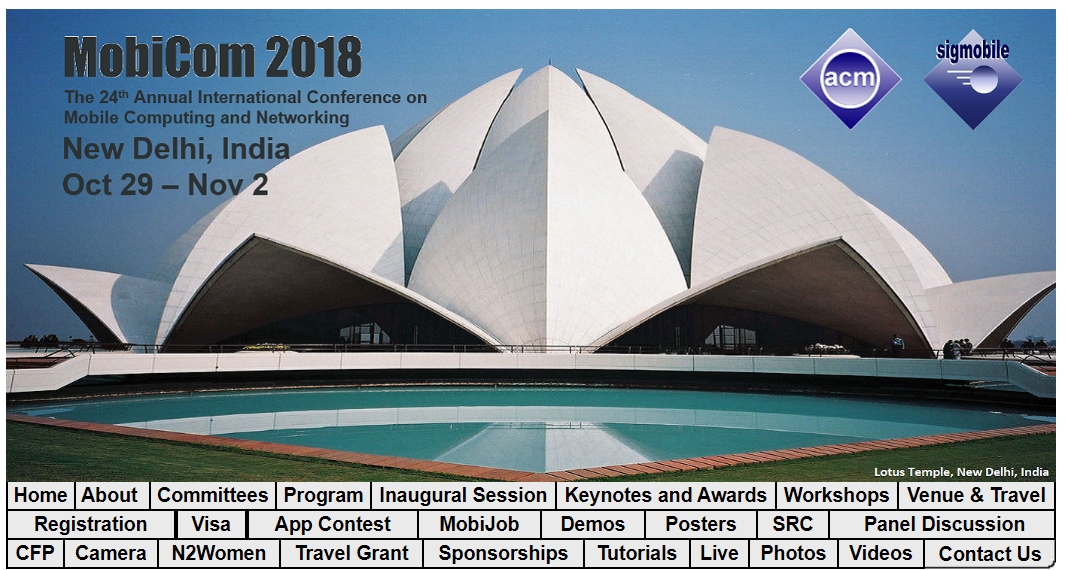 MobiCom 2018
The 24th Annual International Conference on
Mobile Computing and Networking
New Delhi, India
Oct 29 – Nov 2
acm
sigmobile
Lotus Temple, New Delhi, India
Home About Committees Program Inaugural Session Keynotes and Awards Workshops Venue & Travel
Registration Visa App Contest MobiJob Demos Posters SRC Panel Discussion
CFP Camera N2Women Travel Grant Sponsorships Tutorials Live Photos Videos Contact Us